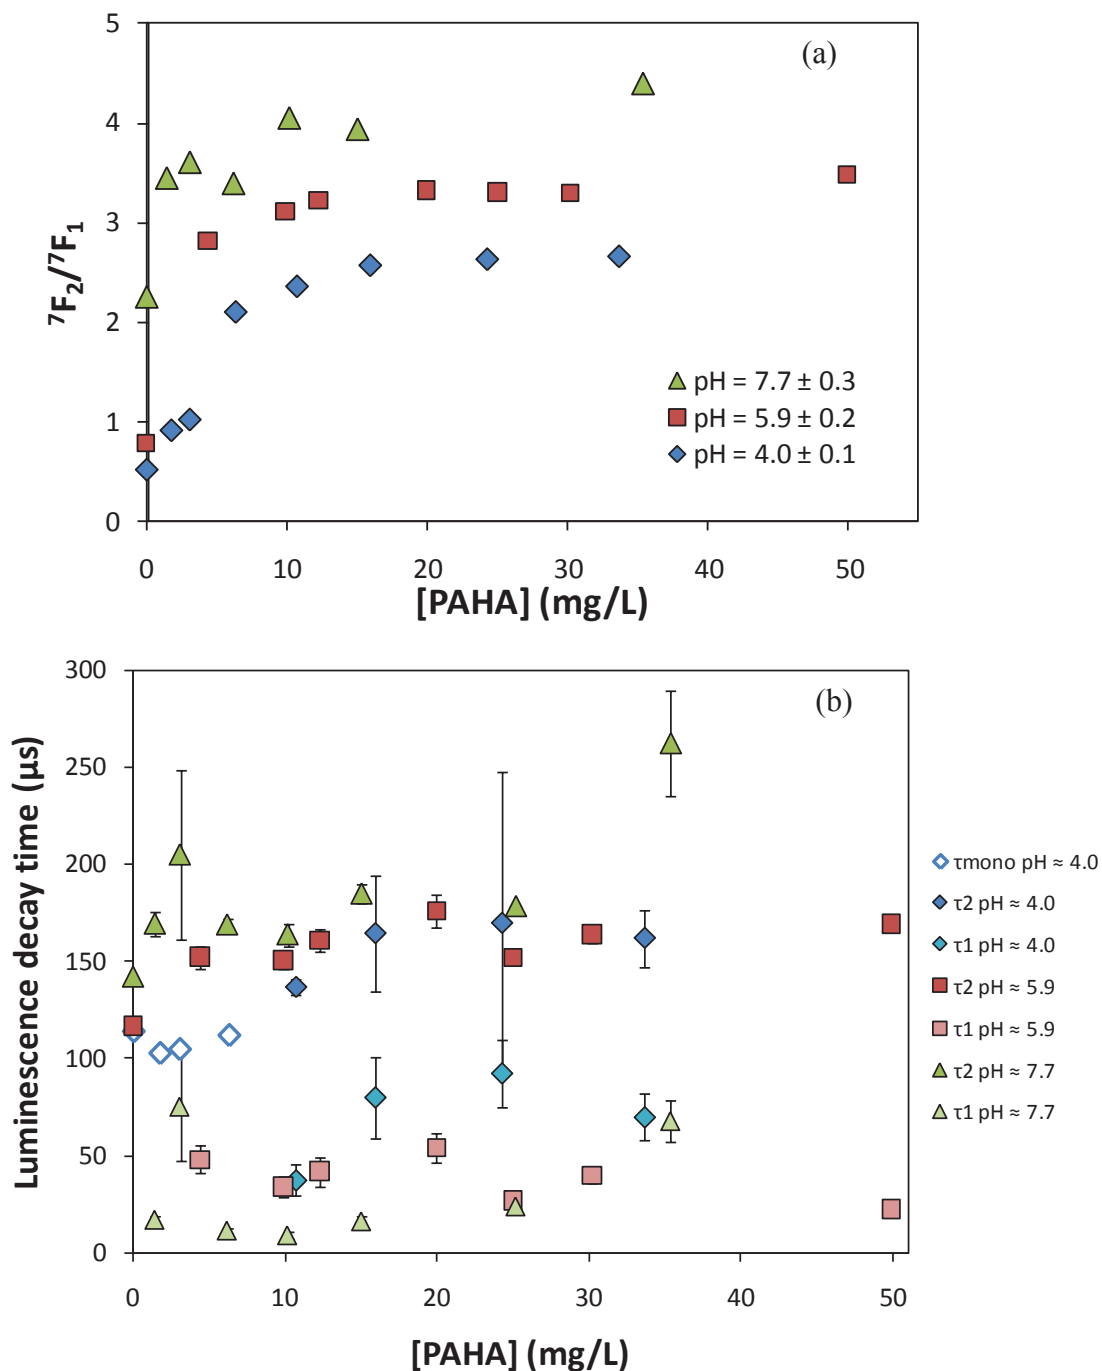 (a)
5
4
3
2
1
0
⁷F₂/⁷F₁
pH = 7.7 ± 0.3
pH = 5.9 ± 0.2
pH = 4.0 ± 0.1
0 10 20 30 40 50
[PAHA] (mg/L)
(b)
300
250
200
150
100
50
0
Luminescence decay time (μs)
τmono pH ≈ 4.0
τ2 pH ≈ 4.0
τ1 pH ≈ 4.0
τ2 pH ≈ 5.9
τ1 pH ≈ 5.9
τ2 pH ≈ 7.7
τ1 pH ≈ 7.7
0 10 20 30 40 50
[PAHA] (mg/L)